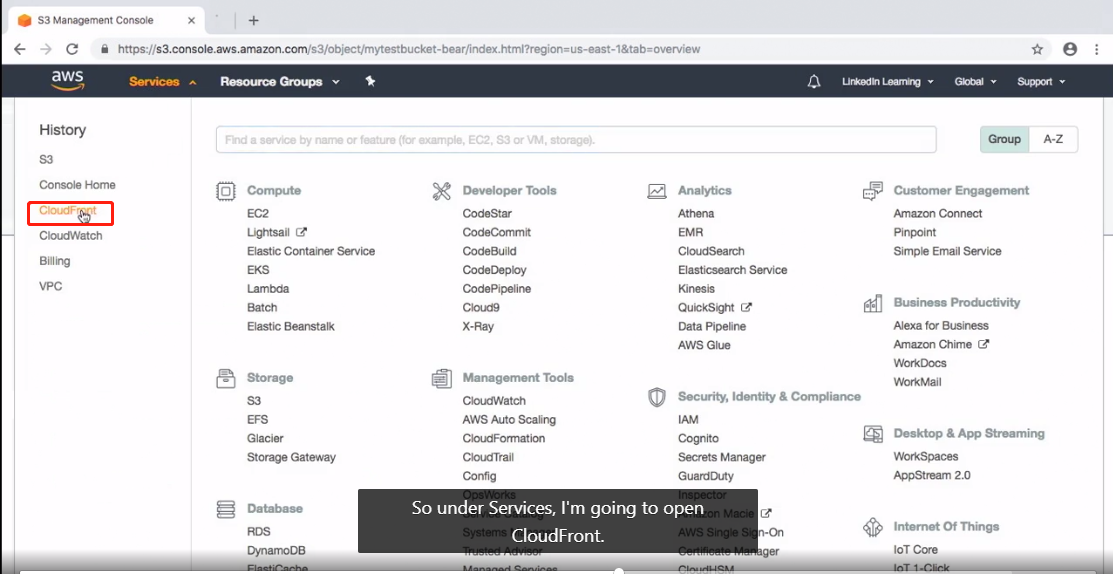 S3 Management Console
https://s3.console.aws.amazon.com/s3/object/mytestbucket-bear/index.html?region=us-east-1&tab=overview
aws
Services
Resource Groups
LinkedIn Learning
Global
Support
History
S3
Console Home
CloudFront
CloudWatch
Billing
VPC
Find a service by name or feature (for example, EC2, S3 or VM, storage).
Group
A-Z
Compute
EC2
Lightsail
Elastic Container Service
EKS
Lambda
Batch
Elastic Beanstalk
Storage
S3
EFS
Glacier
Storage Gateway
Database
RDS
DynamoDB
ElastiCache
Developer Tools
CodeStar
CodeCommit
CodeBuild
CodeDeploy
CodePipeline
Cloud9
X-Ray
Management Tools
CloudWatch
AWS Auto Scaling
CloudFormation
CloudTrail
Config
OpsWorks
Systems Manager
Trusted Advisor
Managed Services
Analytics
Athena
EMR
CloudSearch
Elasticsearch Service
Kinesis
QuickSight
Data Pipeline
AWS Glue
Security, Identity & Compliance
IAM
Cognito
Secrets Manager
GuardDuty
Inspector
Amazon Macie
AWS Single Sign-On
Certificate Manager
CloudHSM
Customer Engagement
Amazon Connect
Pinpoint
Simple Email Service
Business Productivity
Alexa for Business
Amazon Chime
WorkDocs
WorkMail
Desktop & App Streaming
WorkSpaces
AppStream 2.0
Internet Of Things
IoT Core
IoT 1-Click
So under Services, I'm going to open
CloudFront.